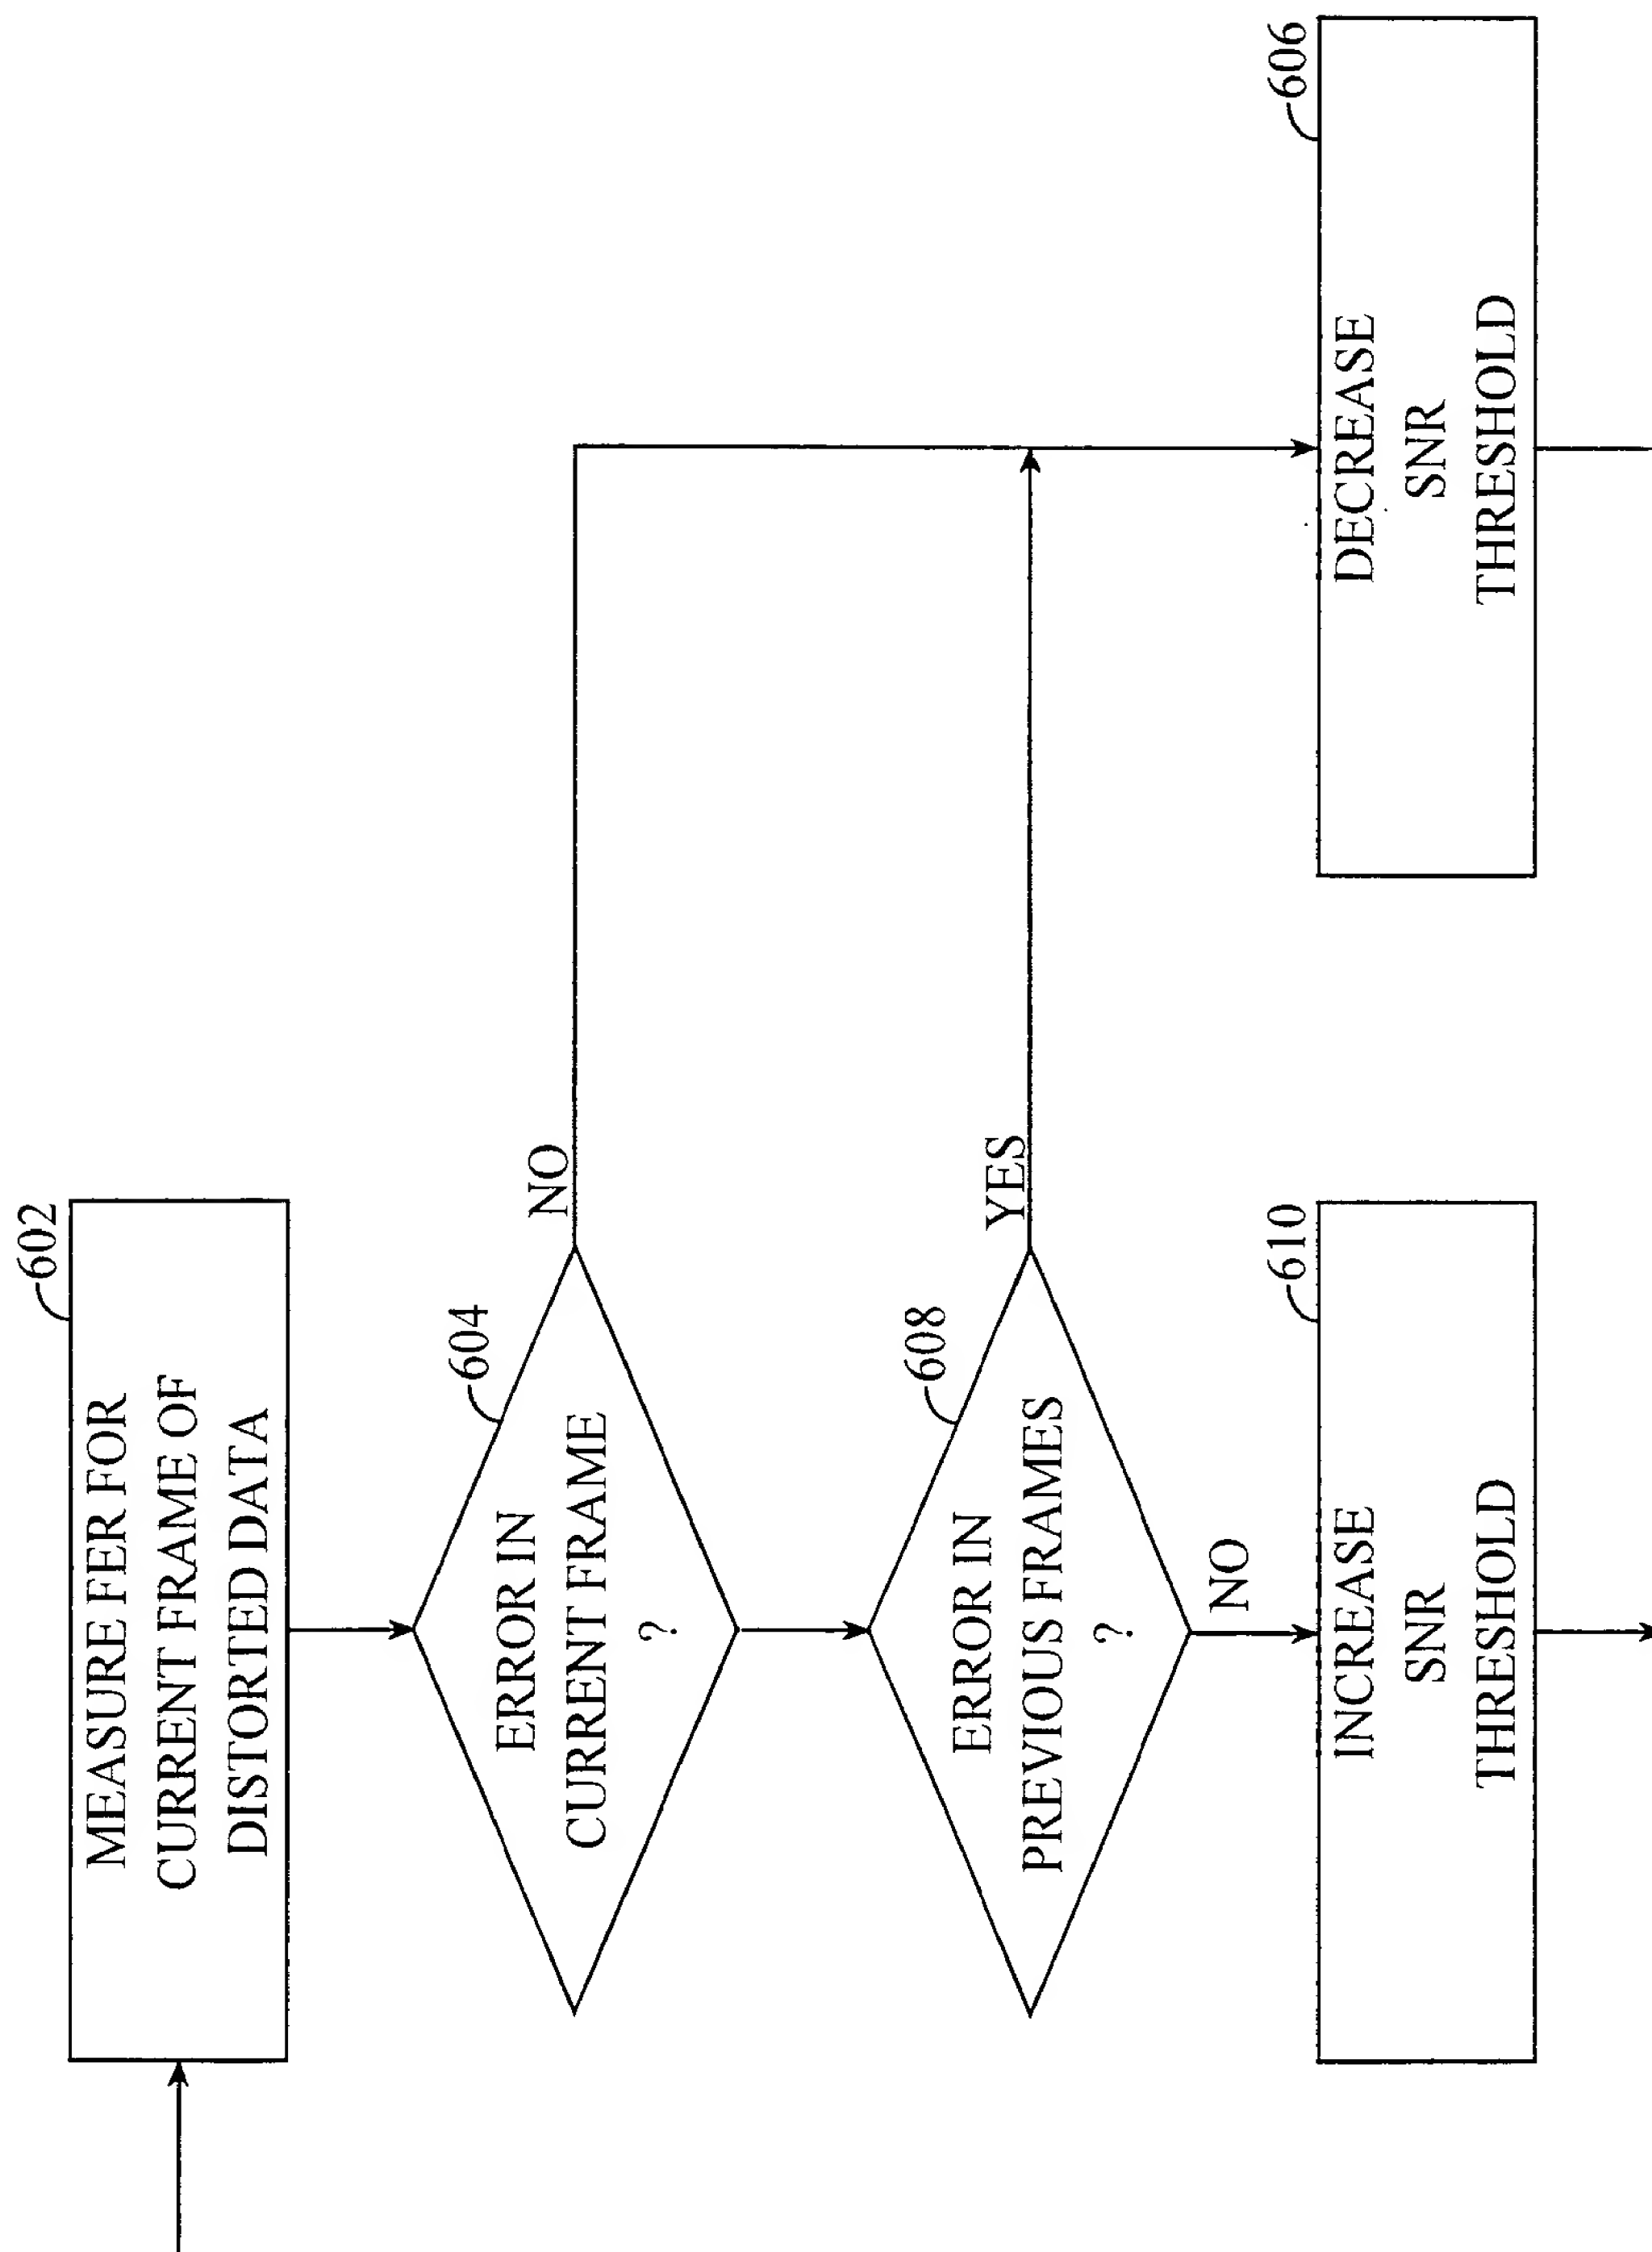 602
MEASURE FER FOR
CURRENT FRAME OF
DISTORTED DATA
604
ERROR IN
CURRENT FRAME
?
NO
608
ERROR IN
PREVIOUS FRAMES
?
YES
NO
610
INCREASE
SNR
THRESHOLD
606
DECREASE
SNR
THRESHOLD